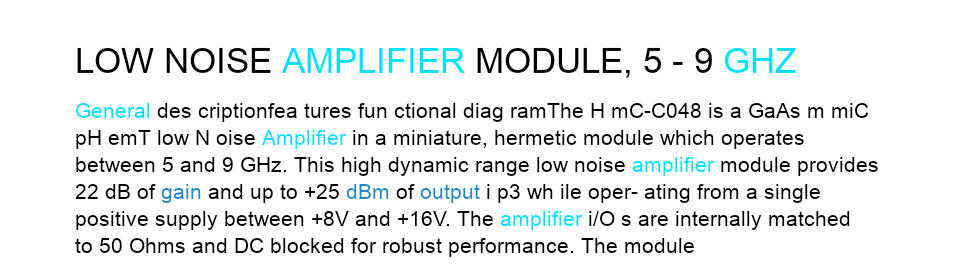 LOW NOISE AMPLIFIER MODULE, 5 - 9 GHZ
General des criptionfea tures fun ctional diag ramThe H mC-C048 is a GaAs m miC
pH emT low N oise Amplifier in a miniature, hermetic module which operates
between 5 and 9 GHz. This high dynamic range low noise amplifier module provides
22 dB of gain and up to +25 dBm of output i p3 wh ile oper- ating from a single
positive supply between +8V and +16V. The amplifier i/O s are internally matched
to 50 Ohms and DC blocked for robust performance. The module